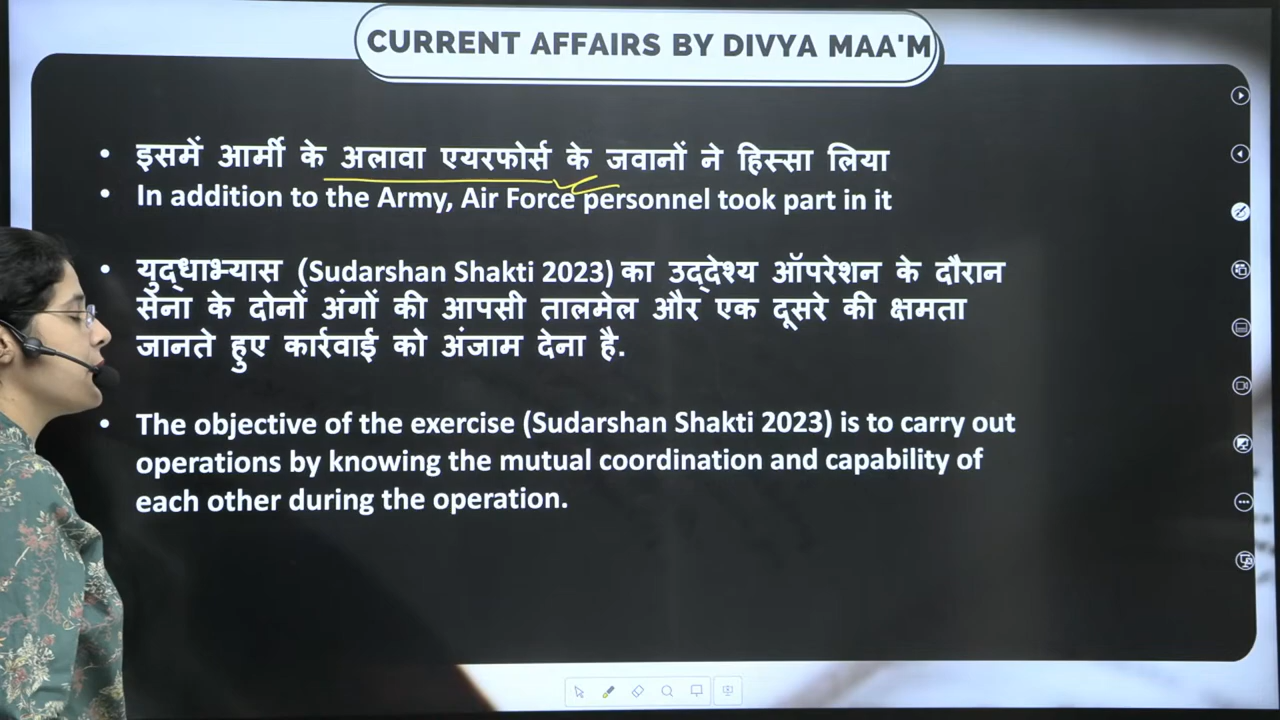 CURRENT AFFAIRS BY DIVYA MAA'M
• इसमें आर्मी के अलावा एयरफोर्स के जवानों ने हिस्सा लिया
• In addition to the Army, Air Force personnel took part in it
• युद्धाभ्यास (Sudarshan Shakti 2023) का उद्देश्य ऑपरेशन के दौरान
सेना के दोनों अंगों की आपसी तालमेल और एक दूसरे की क्षमता
जानते हुए कार्रवाई को अंजाम देना है.
• The objective of the exercise (Sudarshan Shakti 2023) is to carry out
operations by knowing the mutual coordination and capability of
each other during the operation.